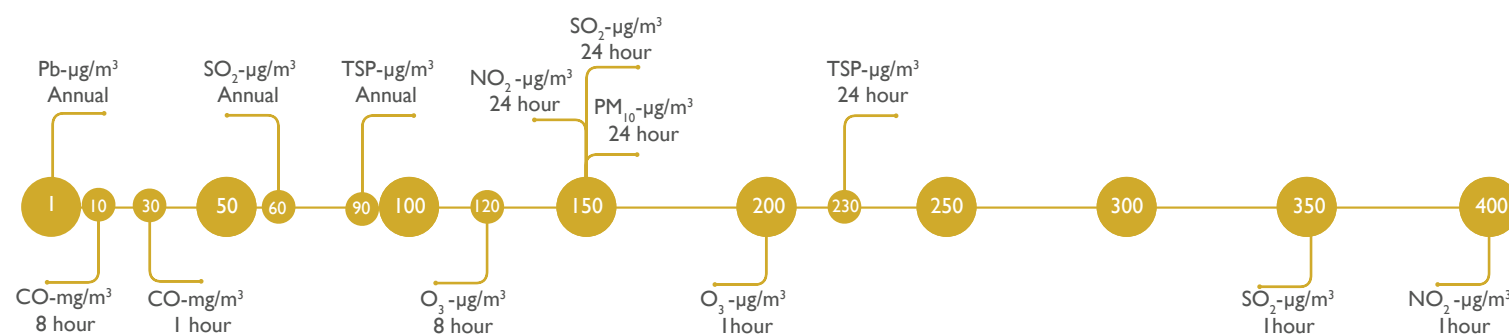 Pb-µg/m³
Annual
SO₂-µg/m³
Annual
TSP-µg/m³
Annual
NO₂-µg/m³
24 hour
SO₂-µg/m³
24 hour
PM₁₀-µg/m³
24 hour
TSP-µg/m³
24 hour
1 10 30 50 60 90 100 120 150 200 230 250 300 350 400
CO-mg/m³
8 hour
CO-mg/m³
1 hour
O₃-µg/m³
8 hour
O₃-µg/m³
1hour
SO₂-µg/m³
1hour
NO₂-µg/m³
1hour